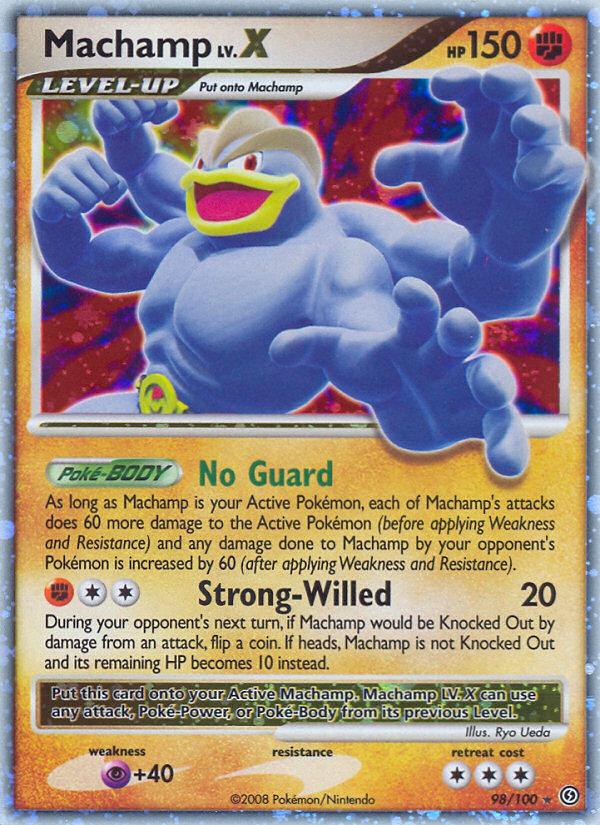 Machamp LV. X HP 150
LEVEL-UP Put onto Machamp
Poké-BODY No Guard
As long as Machamp is your Active Pokémon, each of Machamp's attacks
does 60 more damage to the Active Pokémon (before applying Weakness
and Resistance) and any damage done to Machamp by your opponent's
Pokémon is increased by 60 (after applying Weakness and Resistance).
Strong-Willed 20
During your opponent's next turn, if Machamp would be Knocked Out by
damage from an attack, flip a coin. If heads, Machamp is not Knocked Out
and its remaining HP becomes 10 instead.
Put this card onto your Active Machamp. Machamp LV. X can use
any attack, Poké-Power, or Poké-Body from its previous Level.
Illus. Ryo Ueda
weakness resistance retreat cost
+40
©2008 Pokémon/Nintendo 98/100 ★